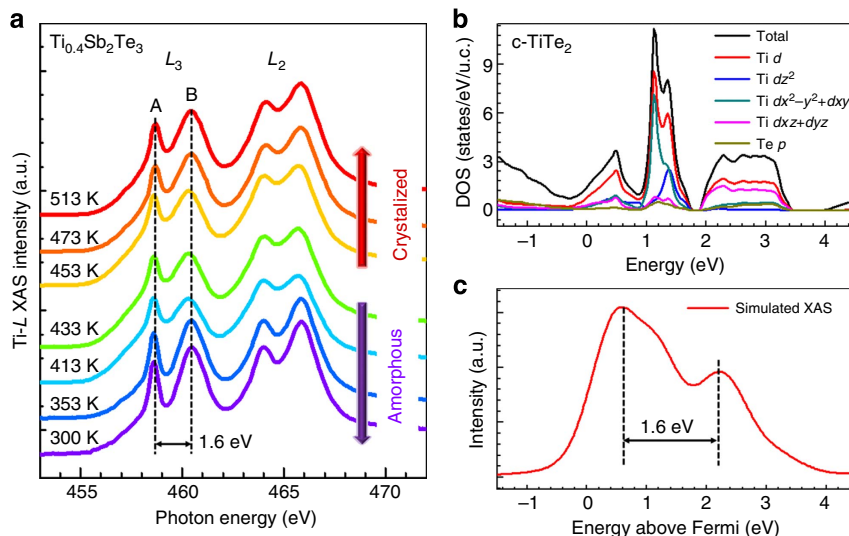 a
Ti0.4Sb2Te3
L3
L2
A
B
513 K
473 K
453 K
433 K
413 K
353 K
300 K
Crystalized
Amorphous
1.6 eV
Ti-L XAS intensity (a.u.)
455
460
465
470
Photon energy (eV)
b
c-TiTe2
Total
Ti d
Ti dz2
Ti dx2–y2+dxy
Ti dxz+dyz
Te p
DOS (states/eV/u.c.)
9
6
3
0
–1
0
1
2
3
4
Energy (eV)
c
Simulated XAS
1.6 eV
Intensity (a.u.)
–1
0
1
2
3
4
Energy above Fermi (eV)